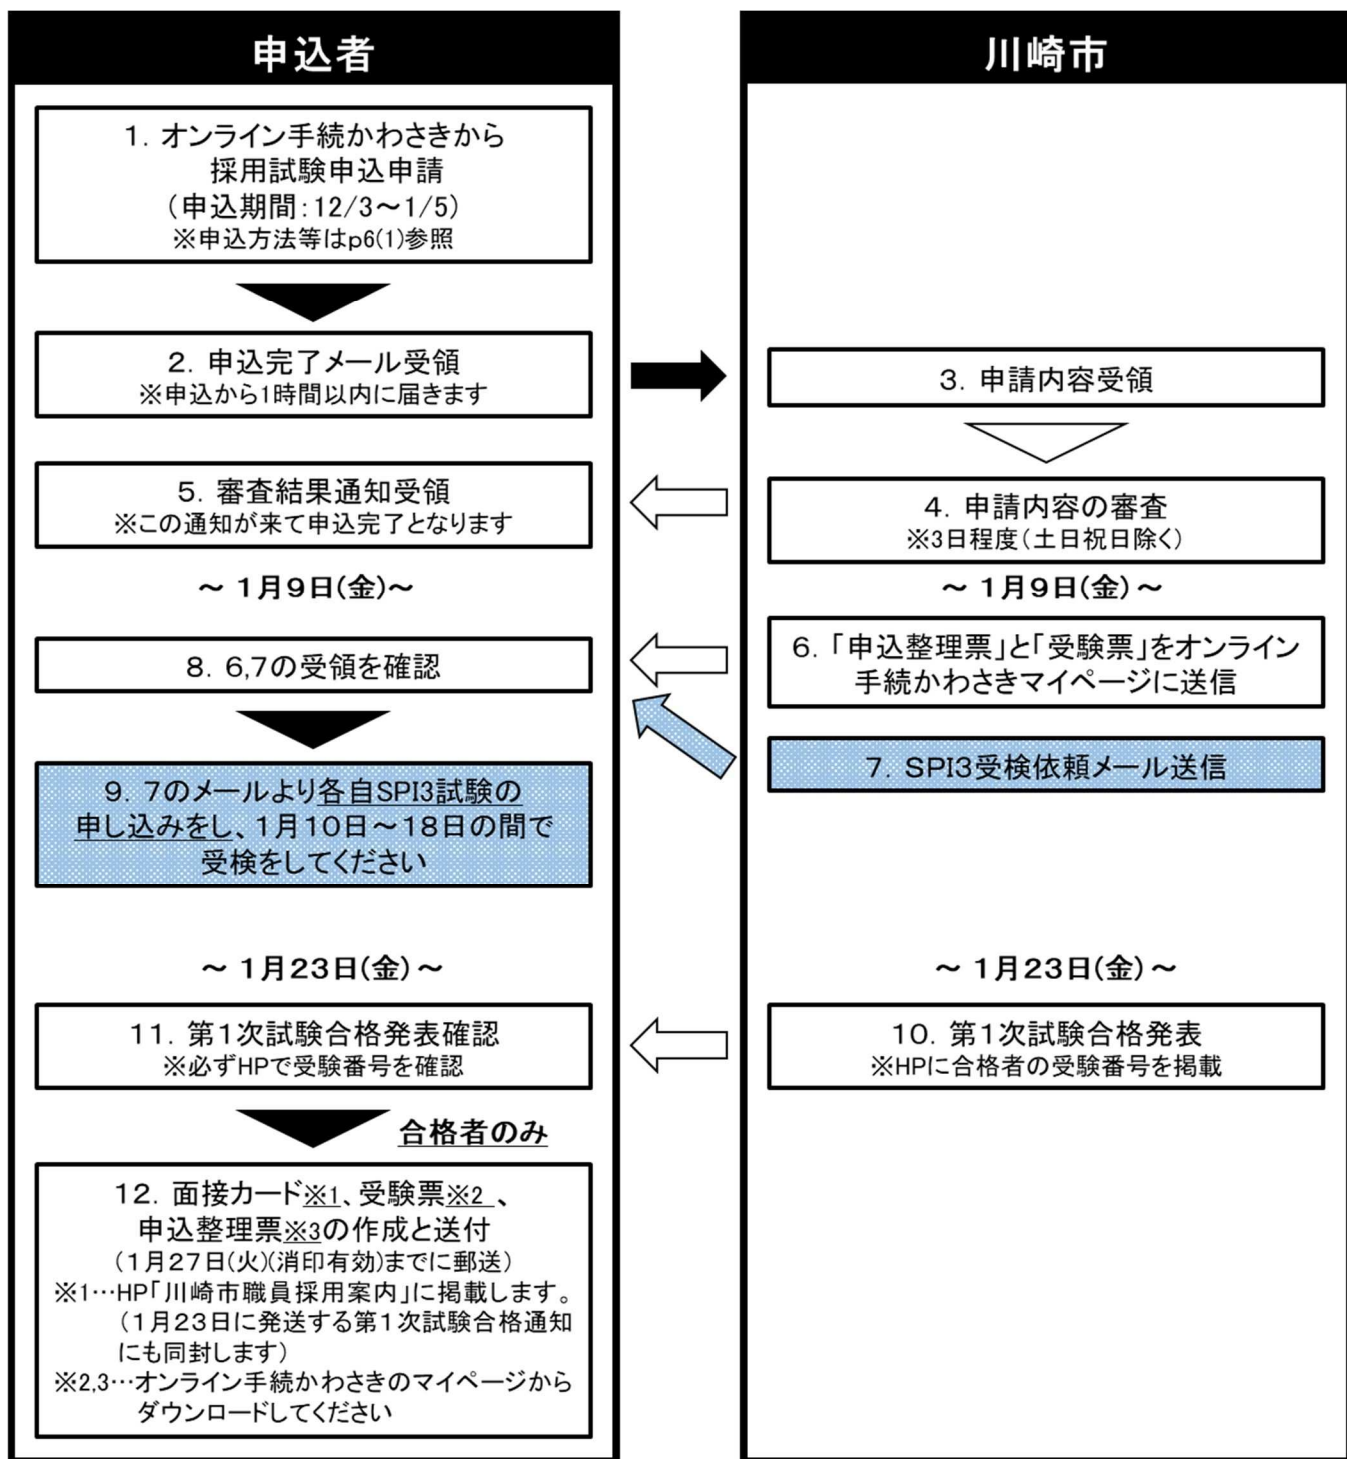 申込者
1. オンライン手続かわさきから
採用試験申込申請
(申込期間:12/3～1/5)
※申込方法等はp6(1)参照
2. 申込完了メール受領
※申込から1時間以内に届きます
5. 審査結果通知受領
※この通知が来て申込完了となります
～ 1月9日(金)～
8. 6,7の受領を確認
9. 7のメールより各自SPI3試験の
申し込みをし、1月10日～18日の間で
受検をしてください
～ 1月23日(金) ～
11. 第1次試験合格発表確認
※必ずHPで受験番号を確認
合格者のみ
12. 面接カード※1、受験票※2 、
申込整理票※3の作成と送付
(1月27日(火)(消印有効)までに郵送)
※1…HP「川崎市職員採用案内」に掲載します。
(1月23日に発送する第1次試験合格通知
にも同封します)
※2,3…オンライン手続かわさきのマイページから
ダウンロードしてください
川崎市
3. 申請内容受領
4. 申請内容の審査
※3日程度(土日祝日除く)
～ 1月9日(金) ～
6. 「申込整理票」と「受験票」をオンライン
手続かわさきマイページに送信
7. SPI3受検依頼メール送信
～ 1月23日(金) ～
10. 第1次試験合格発表
※HPに合格者の受験番号を掲載